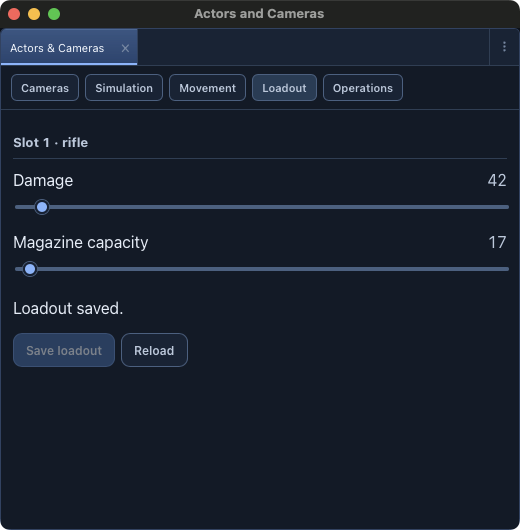 Actors and Cameras
Actors & Cameras
Cameras Simulation Movement Loadout Operations
Slot 1 · rifle
Damage 42
Magazine capacity 17
Loadout saved.
Save loadout Reload